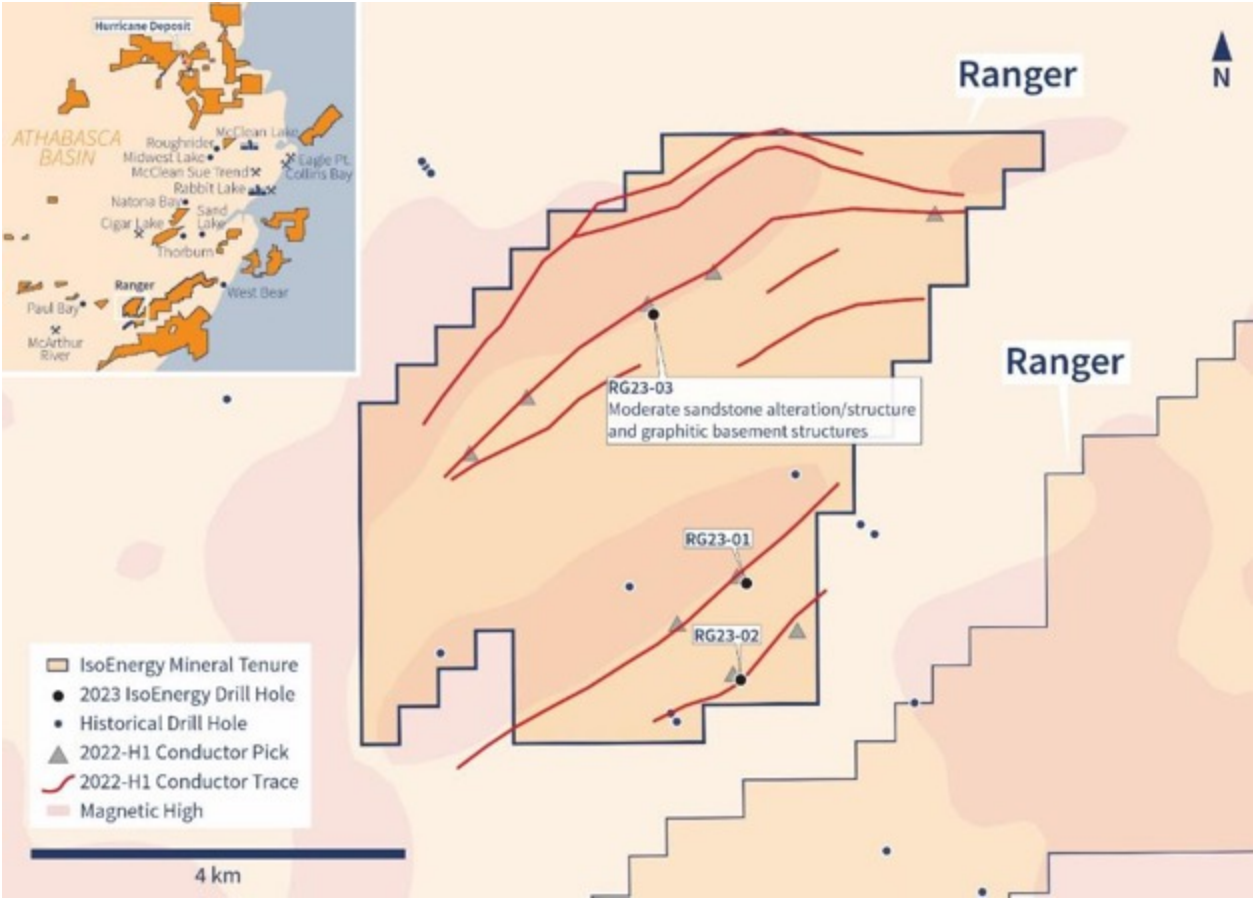 Hurricane Deposit
ATHABASCA
BASIN
McClean Lake
Roughrider
Midwest Lake
Eagle Pt.
Collins Bay
McClean Sue Trend
Rabbit Lake
Natona Bay
Sand
Lake
Cigar Lake
Thorburn
Ranger
West Bear
Paul Bay
McArthur
River
Ranger
N
Ranger
RG23-03
Moderate sandstone alteration/structure
and graphitic basement structures
RG23-01
RG23-02
IsoEnergy Mineral Tenure
2023 IsoEnergy Drill Hole
Historical Drill Hole
2022-H1 Conductor Pick
2022-H1 Conductor Trace
Magnetic High
4 km